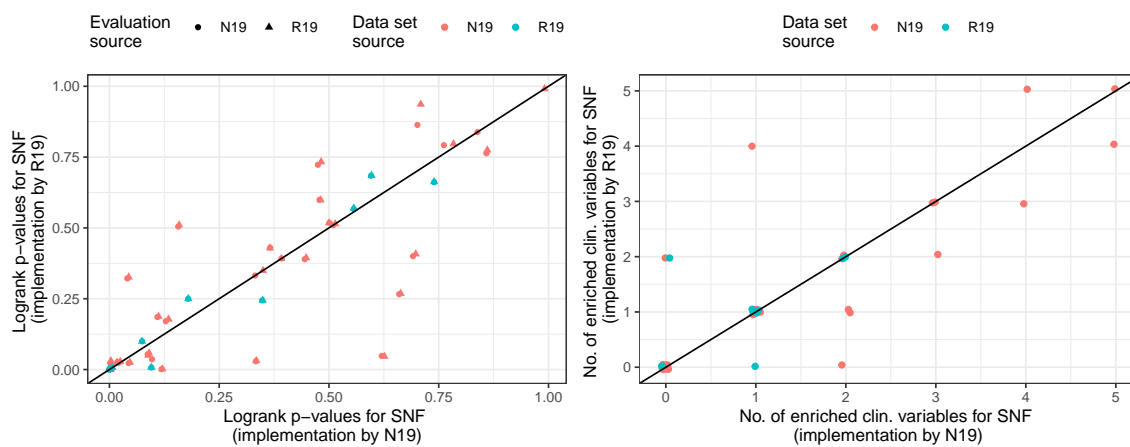 Evaluation source N19 R19 Data set source N19 R19
Logrank p-values for SNF
(implementation by R19)
1.00
0.75
0.50
0.25
0.00
0.00 0.25 0.50 0.75 1.00
Logrank p-values for SNF
(implementation by N19)
Data set source N19 R19
No. of enriched clin. variables for SNF
(implementation by R19)
5
4
3
2
1
0
0 1 2 3 4 5
No. of enriched clin. variables for SNF
(implementation by N19)